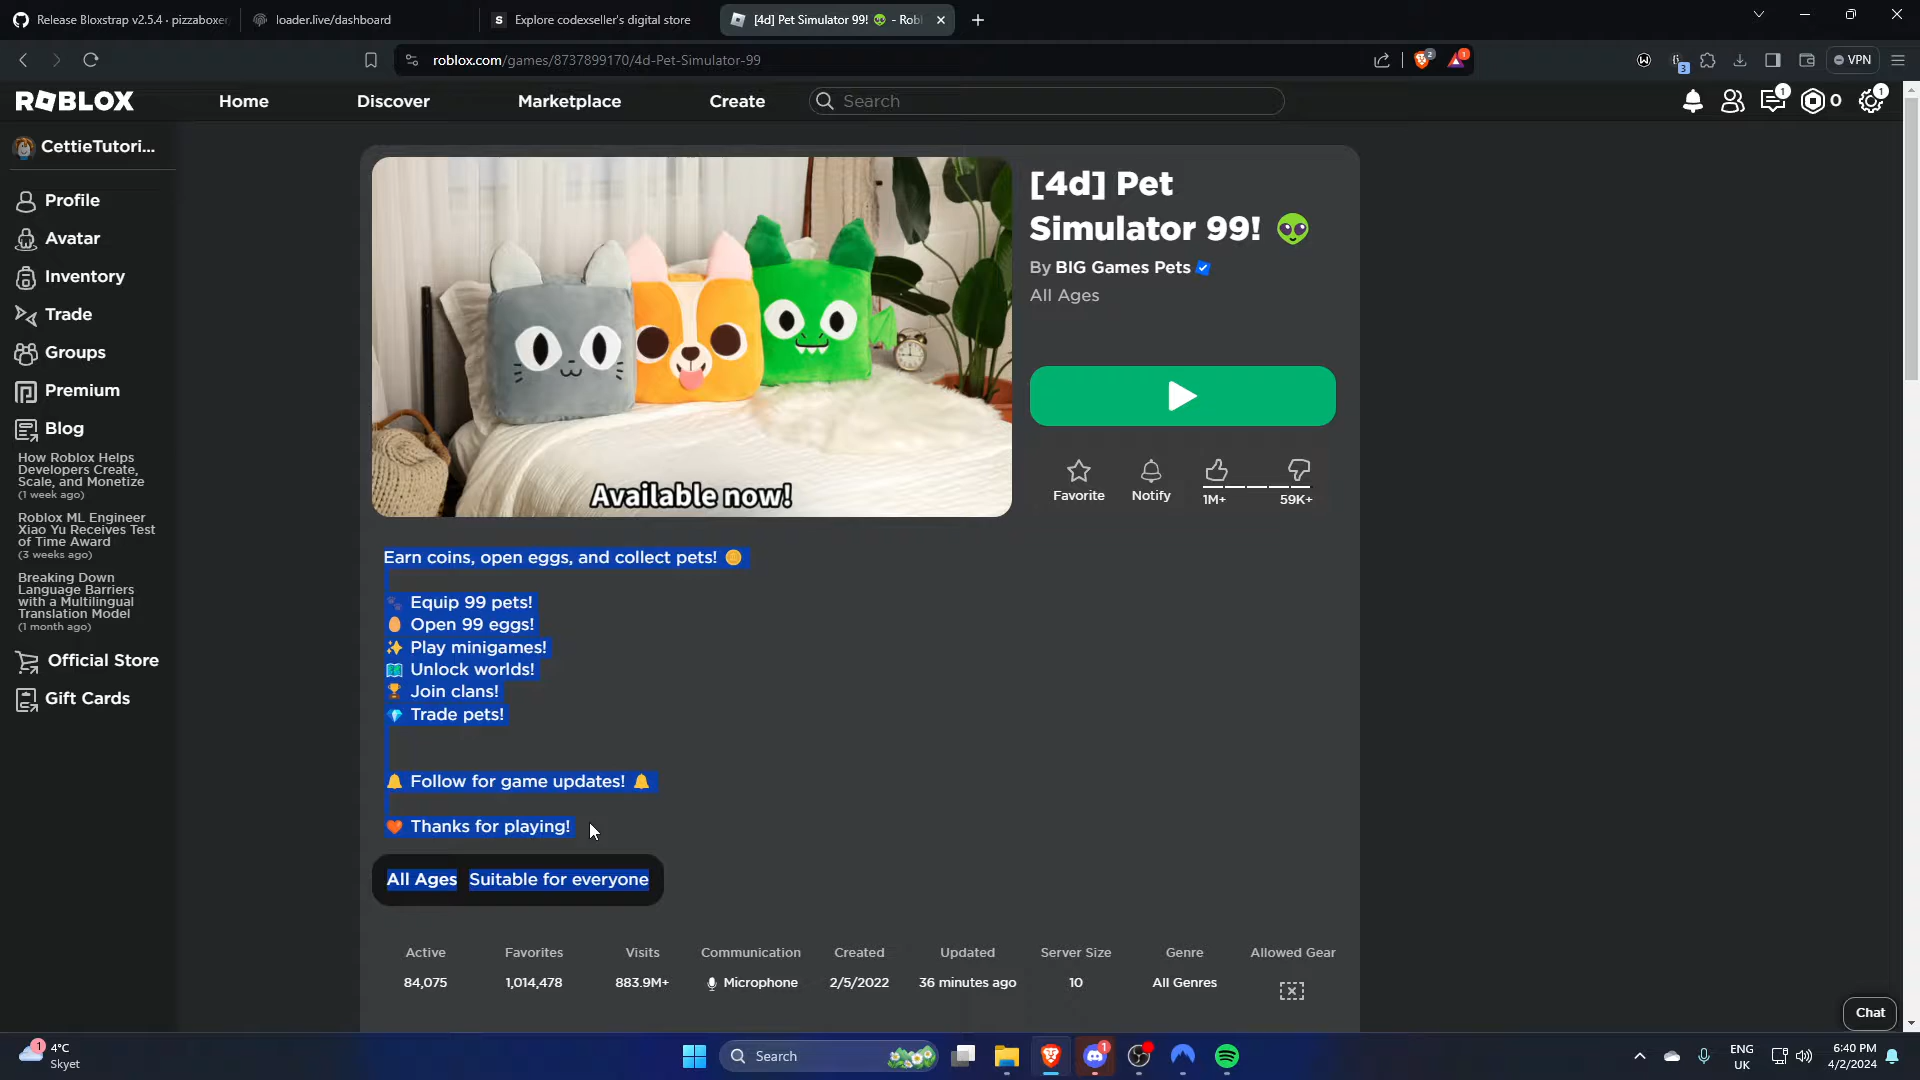 Release Bloxstrap v2.5.4 · pizzaboxer
loader.live/dashboard
S Explore codexseller's digital store
[4d] Pet Simulator 99! 👽 - Robl
roblox.com/games/8737899170/4d-Pet-Simulator-99
2
1
3
VPN
ROBLOX
Home
Discover
Marketplace
Create
Search
1
0
1
CettieTutori...
Profile
Avatar
Inventory
Trade
Groups
Premium
Blog
How Roblox Helps
Developers Create,
Scale, and Monetize
(1 week ago)
Roblox ML Engineer
Xiao Yu Receives Test
of Time Award
(3 weeks ago)
Breaking Down
Language Barriers
with a Multilingual
Translation Model
(1 month ago)
Official Store
Gift Cards
Available now!
[4d] Pet
Simulator 99! 👽
By BIG Games Pets
All Ages
Favorite
Notify
1M+
59K+
Earn coins, open eggs, and collect pets! 🪙
🐾 Equip 99 pets!
🥚 Open 99 eggs!
✨ Play minigames!
🗺️ Unlock worlds!
🏆 Join clans!
💎 Trade pets!
🔔 Follow for game updates! 🔔
❤️ Thanks for playing!
All Ages Suitable for everyone
Active Favorites Visits Communication Created Updated Server Size Genre Allowed Gear
84,075 1,014,478 883.9M+ Microphone 2/5/2022 36 minutes ago 10 All Genres
Chat
1
4°C
Skyet
Search
1
ENG
UK
6:40 PM
4/2/2024